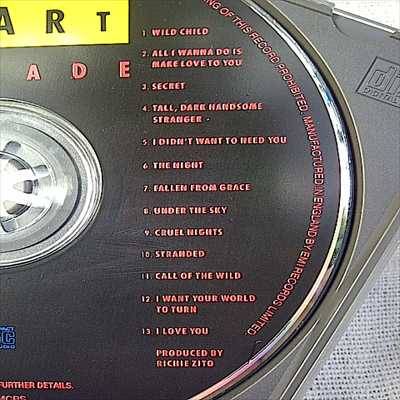 ART
ADE
1 WILD CHILD
2. ALL I WANNA DO IS
MAKE LOVE TO YOU
3. SECRET
4. TALL, DARK HANDSOME
STRANGER -
5 I DIDN'T WANT TO NEED YOU
6. THE NIGHT
7. FALLEN FROM GRACE
8. UNDER THE SKY
9. CRUEL NIGHTS
10. STRANDED
11. CALL OF THE WILD
12. I WANT YOUR WORLD
TO TURN
13. I LOVE YOU
PRODUCED BY
RICHIE ZITO
NG OF THIS RECORD PROHIBITED. MANUFACTURED IN ENGLAND BY EMI RECORDS LIMITED
FURTHER DETAILS.
MCPS